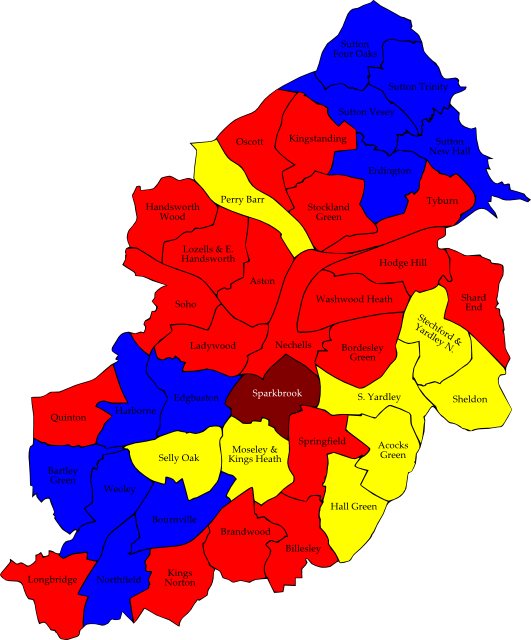 Sutton
Four Oaks
Sutton Trinity
Sutton Vesey
Sutton
New Hall
Oscott
Kingstanding
Erdington
Perry Barr
Stockland
Green
Tyburn
Handsworth
Wood
Lozells & E.
Handsworth
Aston
Hodge Hill
Washwood Heath
Shard
End
Soho
Stechford &
Yardley N.
Ladywood
Nechells
Bordesley
Green
Sparkbrook
S. Yardley
Sheldon
Quinton
Harborne
Edgbaston
Springfield
Acocks
Green
Bartley
Green
Selly Oak
Moseley &
Kings Heath
Weoley
Bournville
Hall Green
Brandwood
Billesley
Longbridge
Northfield
Kings
Norton